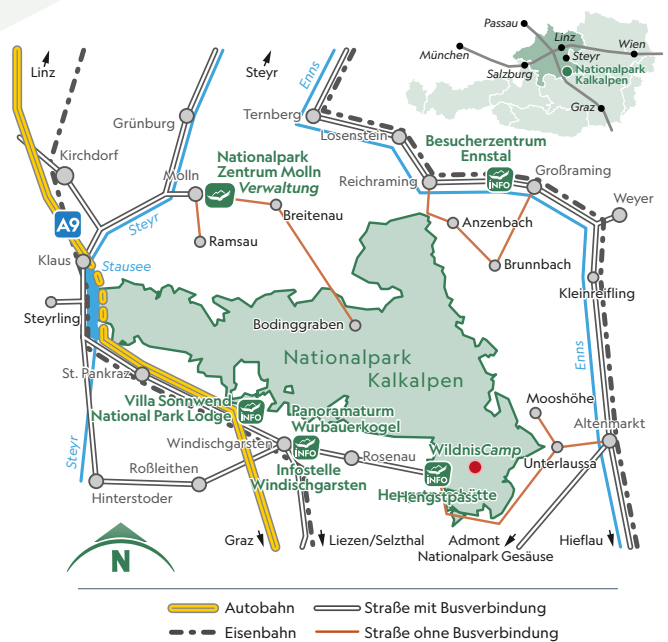 Passau
Linz
Wien
München
Steyr
Nationalpark
Kalkalpen
Salzburg
Graz
Linz
Steyr
Enns
Grünburg
Ternberg
Losenstein
Besucherzentrum
Ennstal
Kirchdorf
Nationalpark
Zentrum Molln
Verwaltung
Molln
Reichraming
INFO
Großraming
Breitenau
Weyer
A9
Steyr
Ramsau
Anzenbach
Klaus
Stausee
Brunnbach
Kleinreifling
Steyrling
Bodinggraben
Nationalpark
Kalkalpen
Enns
St. Pankraz
Villa Sonnwend
National Park Lodge
INFO
Panoramaturm
Wurbauerkogel
Mooshöhe
Altenmarkt
Windischgarsten
INFO
WildnisCamp
Steyr
Roßleithen
Infostelle
Windischgarsten
Rosenau
INFO
Unterlaussa
Hengstpasshütte
Hinterstoder
Graz
Liezen/Selzthal
Admont
Nationalpark Gesäuse
Hieflau
N
Autobahn
Straße mit Busverbindung
Eisenbahn
Straße ohne Busverbindung